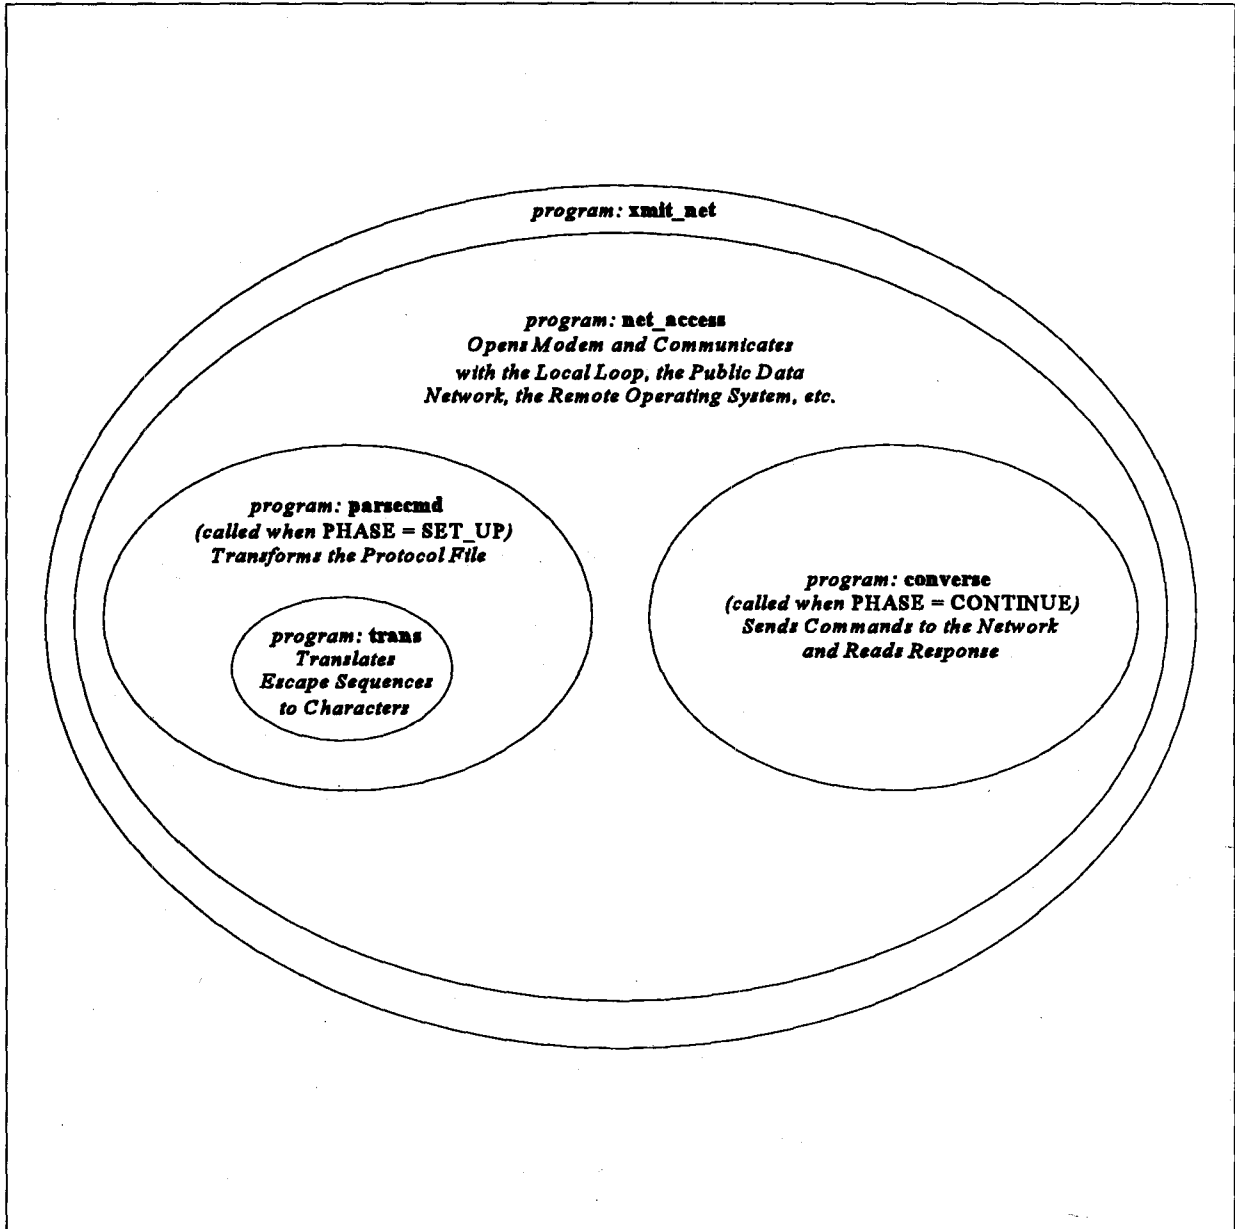 program: xmit_net
program: net_access
Opens Modem and Communicates
with the Local Loop, the Public Data
Network, the Remote Operating System, etc.
program: parsecmd
(called when PHASE = SET_UP)
Transforms the Protocol File
program: trans
Translates
Escape Sequences
to Characters
program: converse
(called when PHASE = CONTINUE)
Sends Commands to the Network
and Reads Response